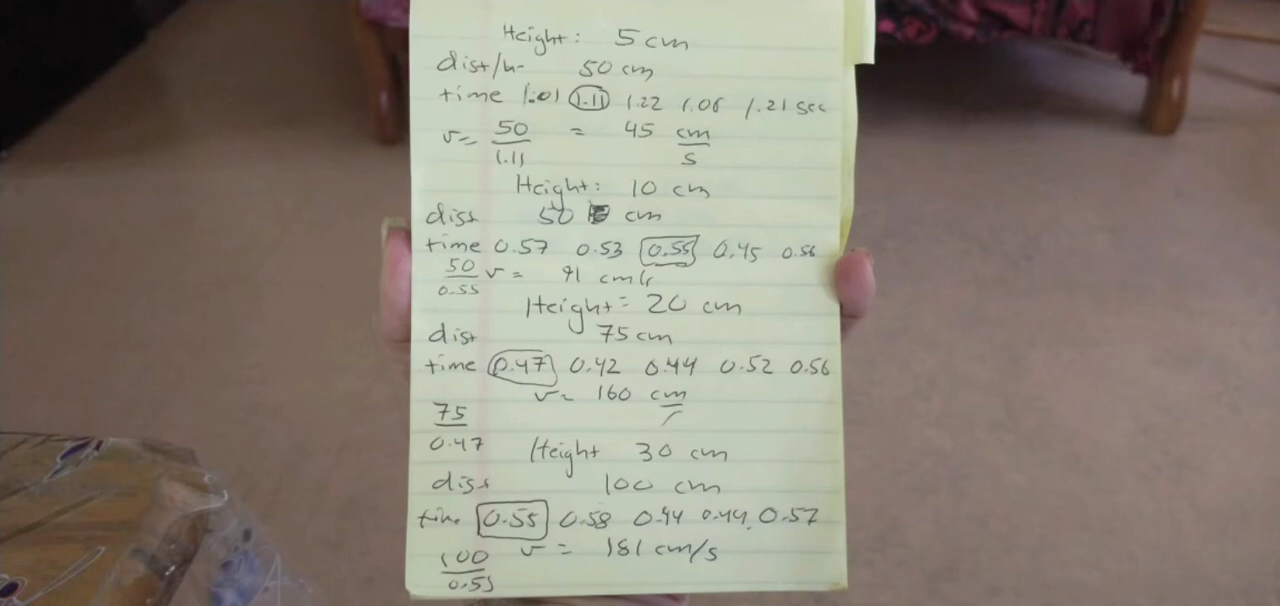 Height: 5 cm
50 cm
time 1.01 1.11 1.22 1.06 1.21 sec
v = 50/1.11 = 45 cm/s
Height: 10 cm
dist 50 cm
time 0.57 0.53 0.55 0.45 0.56
50/0.55 v = 91 cm/s
Height = 20 cm
dist 75 cm
time 0.47 0.42 0.44 0.52 0.56
v = 160 cm/s
75/0.47
Height 30 cm
dist 100 cm
time 0.55 0.58 0.44 0.44 0.57
100/0.55 v = 181 cm/s